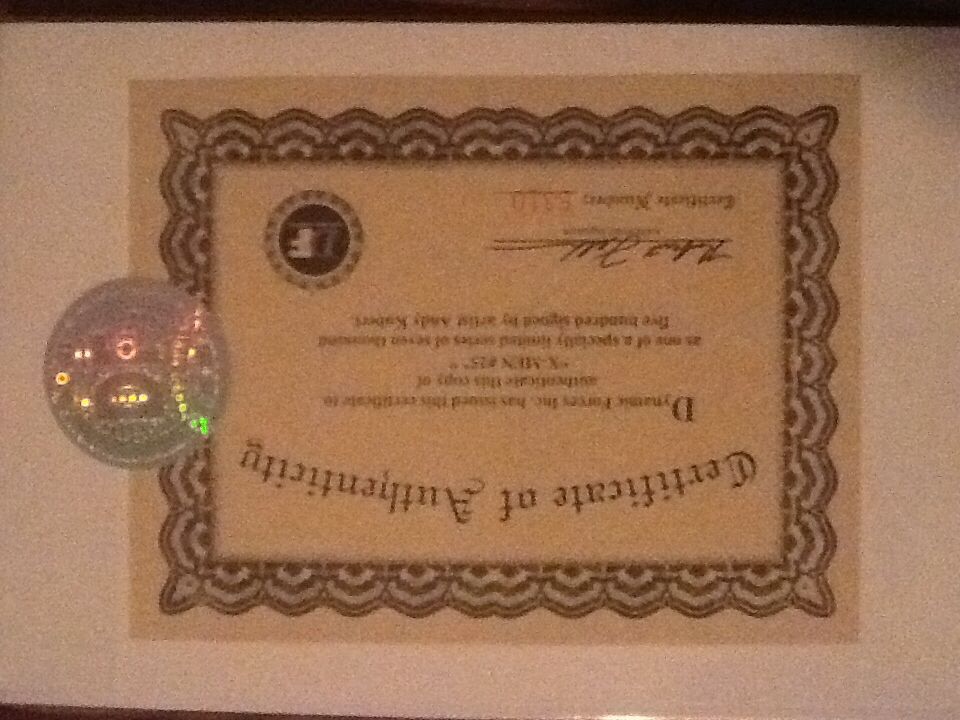 Certificate of Authenticity
Dynamic Forces Inc. has issued this certificate to
authenticate this copy of
"X-MEN #25"
as one of a specially limited series of seven thousand
five hundred signed by artist Andy Kubert
Certificate Number